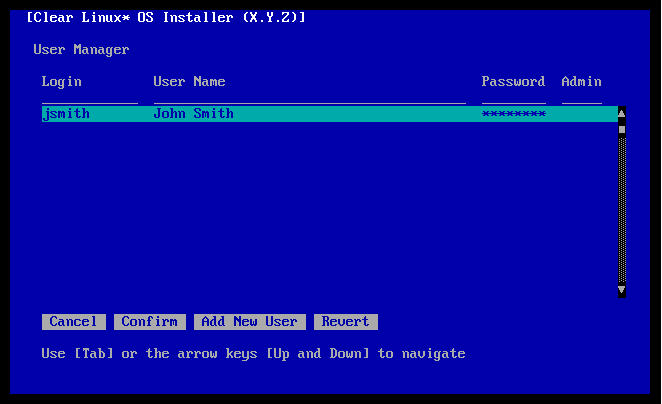 [Clear Linux* OS Installer (X.Y.Z)]
User Manager
Login User Name Password Admin
jsmith John Smith ********
Cancel Confirm Add New User Revert
Use [Tab] or the arrow keys [Up and Down] to navigate